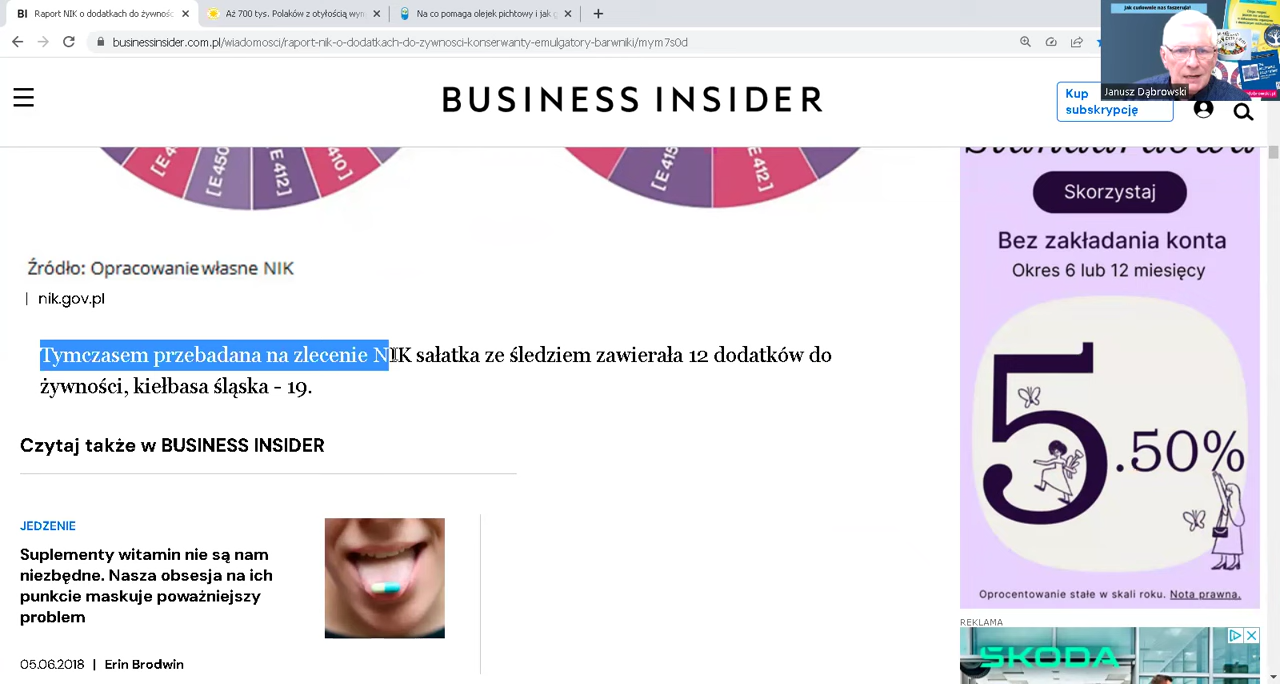 BI Raport NIK o dodatkach do żywnośc
Aż 700 tys. Polaków z otyłością wym
Na co pomaga olejek pichtowy i jak
businessinsider.com.pl/wiadomosci/raport-nik-o-dodatkach-do-zywnosci-konserwanty-emulgatory-barwniki/mym7s0d
Jak cudownie nas faszerują!
Janusz Dąbrowski
BUSINESS INSIDER
Kup
subskrypcję
[E 450]
[E 412]
410]
[E 415]
[E 412]
Źródło: Opracowanie własne NIK
| nik.gov.pl
Tymczasem przebadana na zlecenie NIK sałatka ze śledziem zawierała 12 dodatków do
żywności, kiełbasa śląska - 19.
Czytaj także w BUSINESS INSIDER
JEDZENIE
Suplementy witamin nie są nam
niezbędne. Nasza obsesja na ich
punkcie maskuje poważniejszy
problem
05.06.2018 | Erin Brodwin
Skorzystaj
Bez zakładania konta
Okres 6 lub 12 miesięcy
5.50%
Oprocentowanie stałe w skali roku. Nota prawna.
REKLAMA
ŠKODA